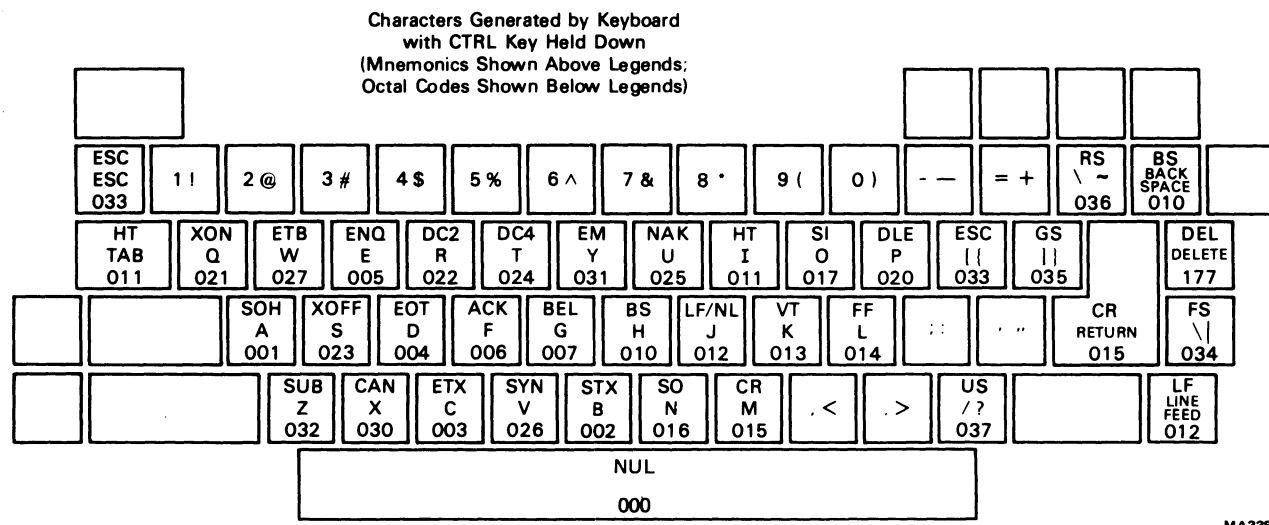 Characters Generated by Keyboard
with CTRL Key Held Down
(Mnemonics Shown Above Legends;
Octal Codes Shown Below Legends)
ESC
ESC
033
1 !
2 @
3 #
4 $
5 %
6 ^
7 &
8 *
9 (
0 )
- —
= +
RS
\ ~
036
BS
BACK
SPACE
010
HT
TAB
011
XON
Q
021
ETB
W
027
ENQ
E
005
DC2
R
022
DC4
T
024
EM
Y
031
NAK
U
025
HT
I
011
SI
O
017
DLE
P
020
ESC
[ {
033
GS
] }
035
DEL
DELETE
177
SOH
A
001
XOFF
S
023
EOT
D
004
ACK
F
006
BEL
G
007
BS
H
010
LF/NL
J
012
VT
K
013
FF
L
014
; :
' "
CR
RETURN
015
FS
\ |
034
SUB
Z
032
CAN
X
030
ETX
C
003
SYN
V
026
STX
B
002
SO
N
016
CR
M
015
, <
. >
US
/ ?
037
LF
LINE
FEED
012
NUL
000